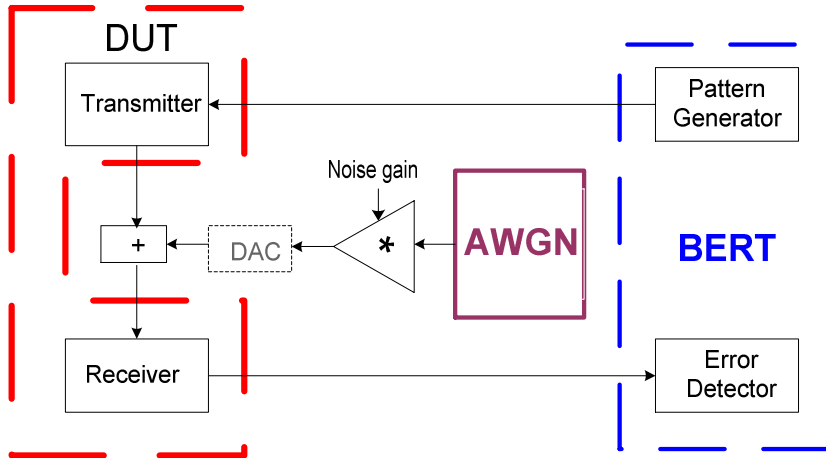 DUT
Transmitter
Pattern
Generator
Noise gain
AWGN
*
+
DAC
BERT
Receiver
Error
Detector